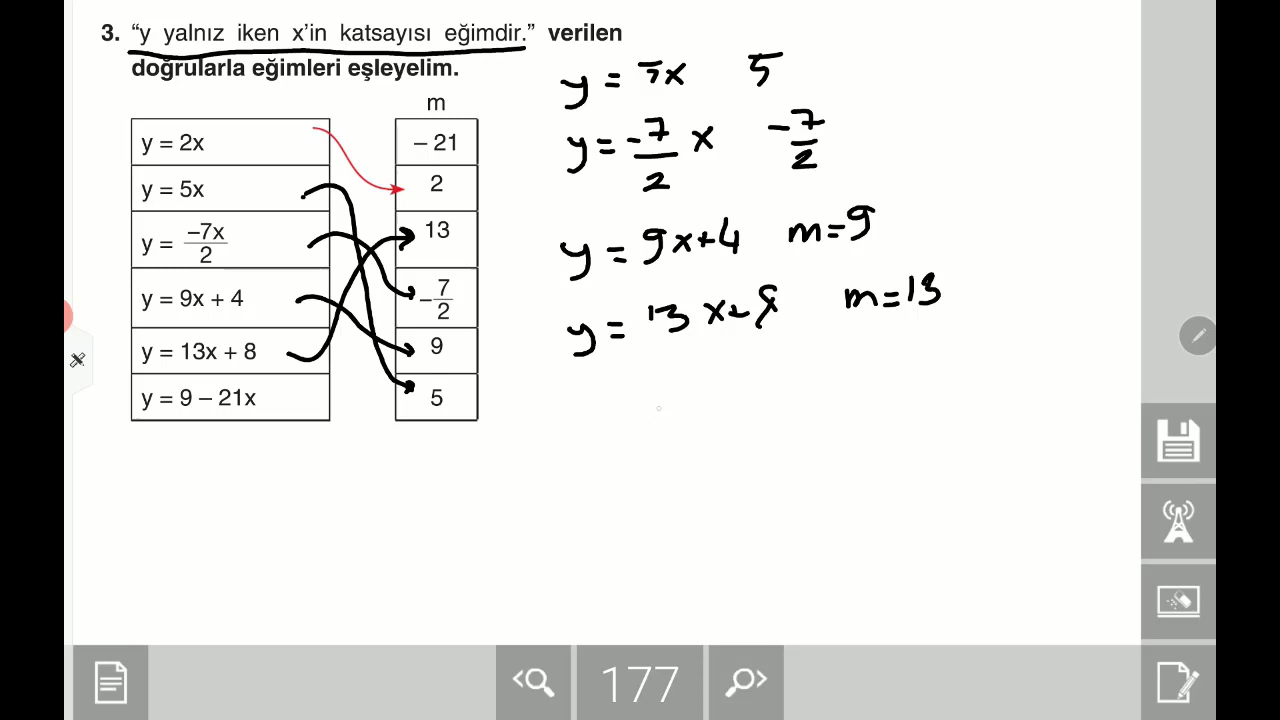 3. “y yalnız iken x’in katsayısı eğimdir.” verilen
doğrularla eğimleri eşleyelim.
m
y = 2x
y = 5x
y = −7x/2
y = 9x + 4
y = 13x + 8
y = 9 – 21x
– 21
2
13
–7/2
9
5
y = 5x 5
y = -7/2 x -7/2
y = 9x+4 m=9
y = 13x+8 m=13
177